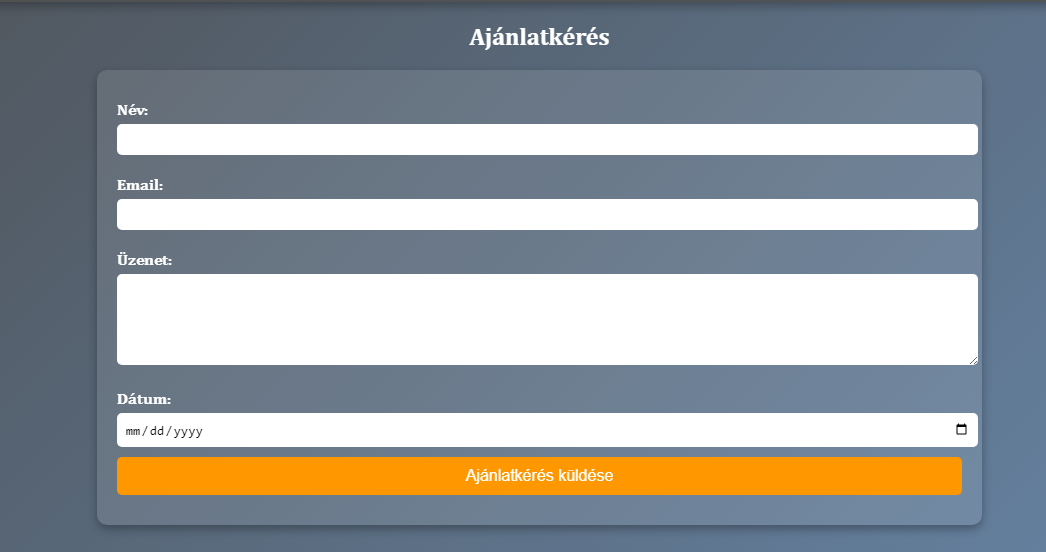 Ajánlatkérés
Név:
Email:
Üzenet:
Dátum:
mm/dd/yyyy
Ajánlatkérés küldése